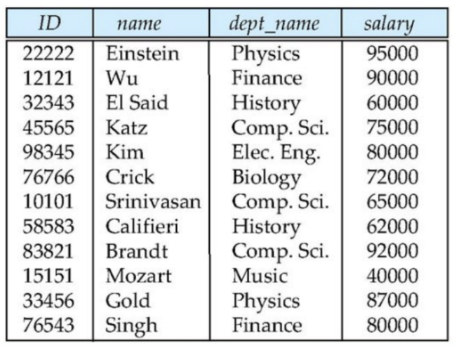 ID name dept_name salary
22222 Einstein Physics 95000
12121 Wu Finance 90000
32343 El Said History 60000
45565 Katz Comp. Sci. 75000
98345 Kim Elec. Eng. 80000
76766 Crick Biology 72000
10101 Srinivasan Comp. Sci. 65000
58583 Califieri History 62000
83821 Brandt Comp. Sci. 92000
15151 Mozart Music 40000
33456 Gold Physics 87000
76543 Singh Finance 80000